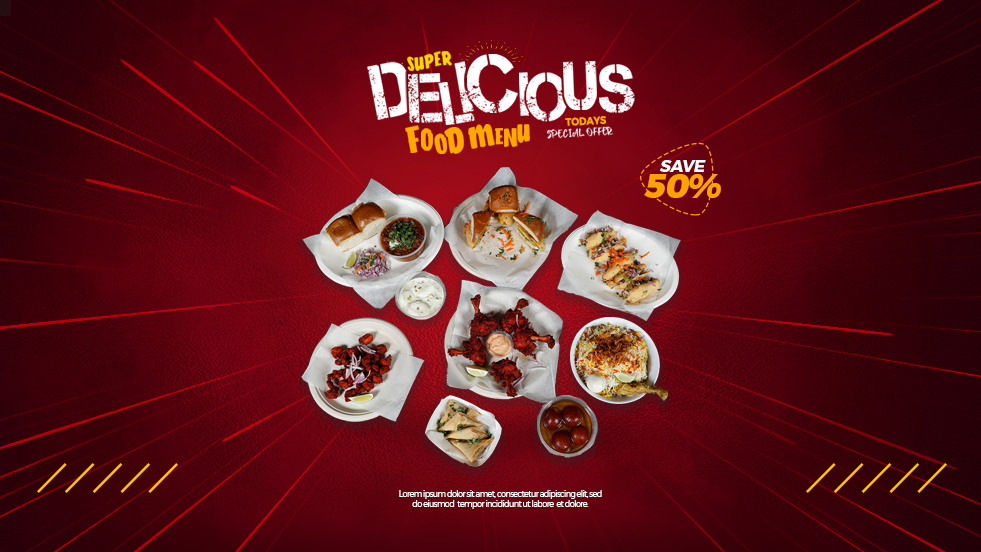 SUPER
DELICIOUS
FOOD MENU
TODAYS
SPECIAL OFFER
SAVE
50%
Lorem ipsum dolor sit amet, consectetur adipiscing elit, sed
do eiusmod tempor incididunt ut labore et dolore.